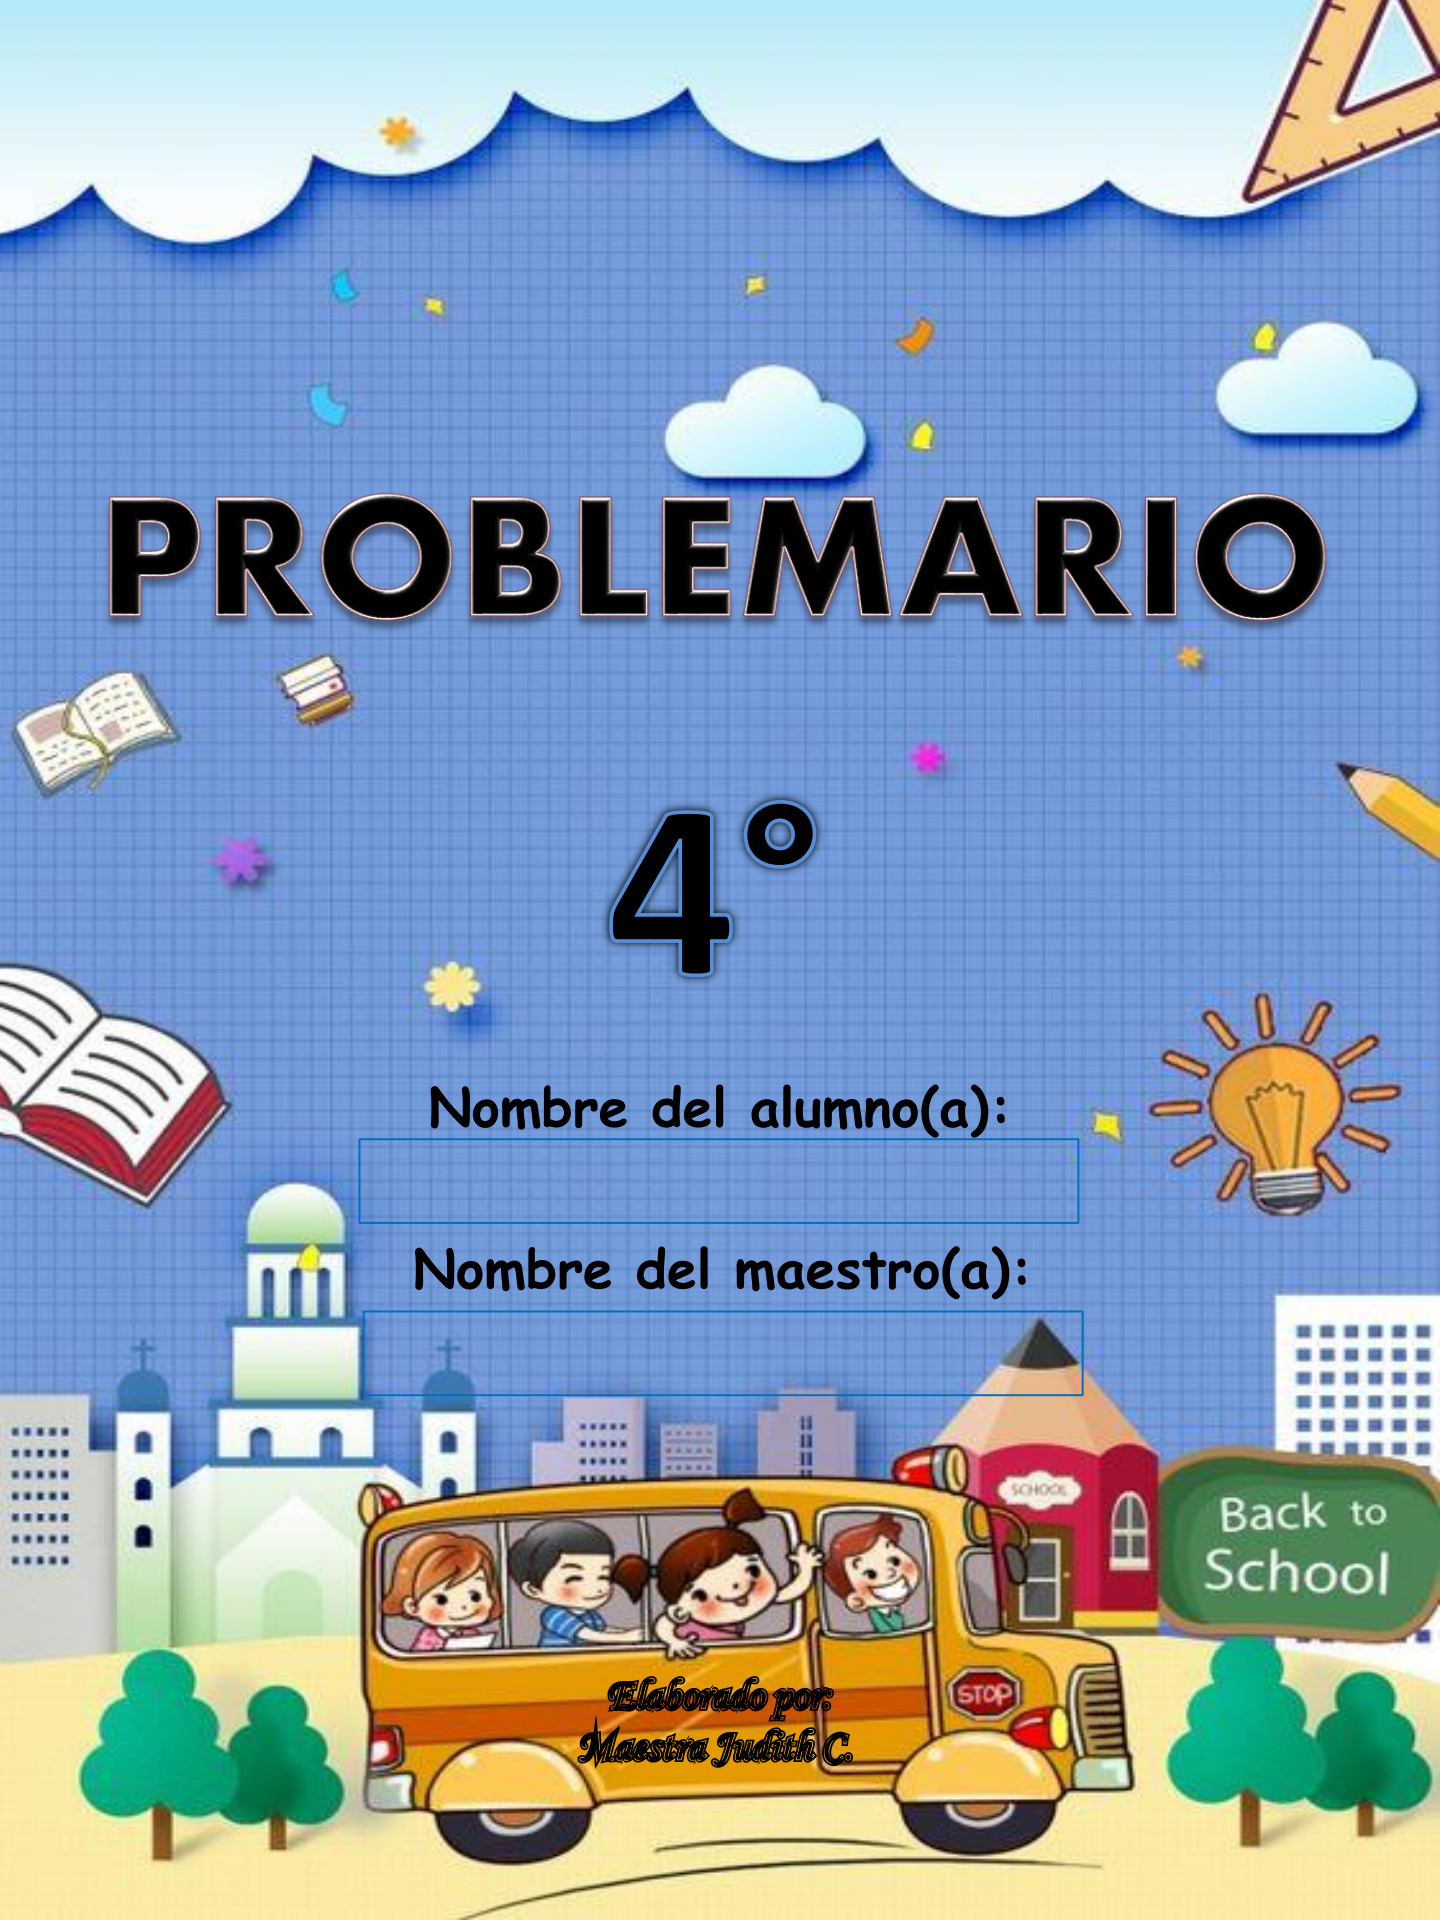 PROBLEMARIO
4°
Nombre del alumno(a):
Nombre del maestro(a):
SCHOOL
Back to
School
STOP
Elaborado por:
Maestra Judith C.